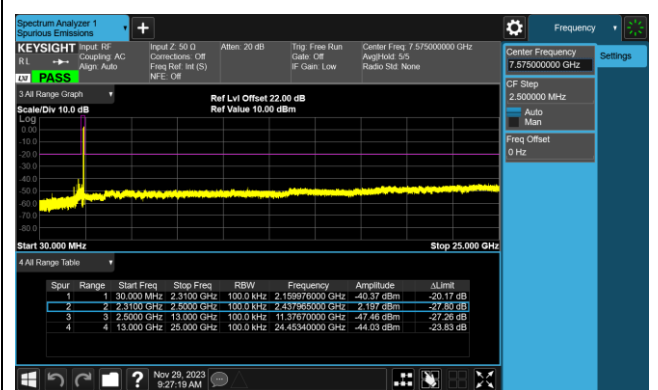 Spectrum Analyzer 1
Spurious Emissions
Frequency
KEYSIGHT Input: RF Input Z: 50 Ω Atten: 20 dB Trig: Free Run Center Freq: 7.575000000 GHz
RL Coupling: AC Corrections: Off Gate: Off Avg|Hold: 5/5
Align: Auto Freq Ref: Int (S) IF Gain: Low Radio Std: None
LXI PASS NFE: Off
Center Frequency
7.575000000 GHz
Settings
CF Step
2.500000 MHz
Auto
Man
Freq Offset
0 Hz
3 All Range Graph
Ref Lvl Offset 22.00 dB
Scale/Div 10.0 dB Ref Value 10.00 dBm
Log
0.00
-10.0
-20.0
-30.0
-40.0
-50.0
-60.0
-70.0
-80.0
Start 30.000 MHz Stop 25.000 GHz
4 All Range Table
Spur Range Start Freq Stop Freq RBW Frequency Amplitude ΔLimit
1 1 30.000 MHz 2.3100 GHz 100.0 kHz 2.159976000 GHz -40.37 dBm -20.17 dB
2 2 2.3100 GHz 2.5000 GHz 100.0 kHz 2.437965000 GHz 2.197 dBm -27.80 dB
3 3 2.5000 GHz 13.000 GHz 100.0 kHz 11.37670000 GHz -47.46 dBm -27.26 dB
4 4 13.000 GHz 25.000 GHz 100.0 kHz 24.45340000 GHz -44.03 dBm -23.83 dB
Nov 29, 2023
9:27:19 AM